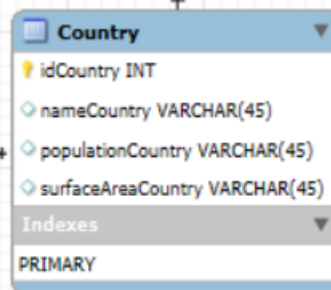 Country
idCountry INT
nameCountry VARCHAR(45)
populationCountry VARCHAR(45)
surfaceAreaCountry VARCHAR(45)
Indexes
PRIMARY